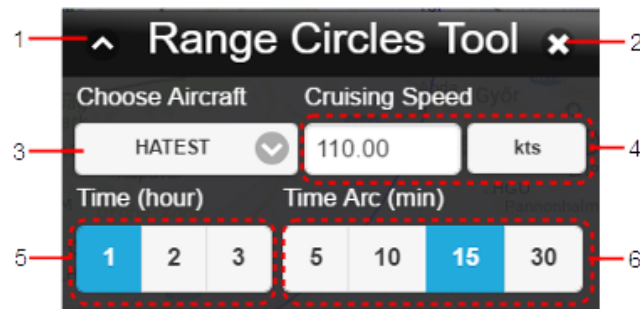 1 Range Circles Tool 2
Choose Aircraft Cruising Speed
3 HATEST 110.00 kts 4
Time (hour) Time Arc (min)
5 1 2 3 5 10 15 30 6
Győr